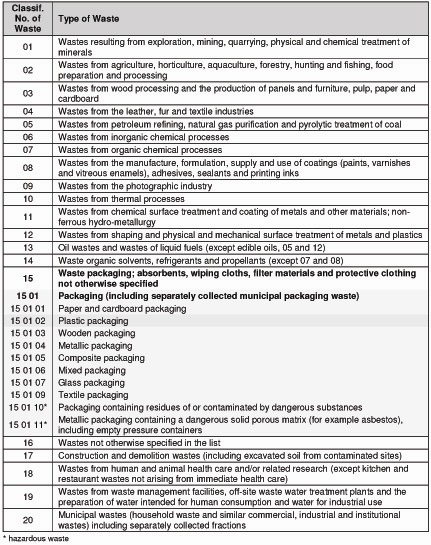 Classif.
No. of
Waste
Type of Waste
01
Wastes resulting from exploration, mining, quarrying, physical and chemical treatment of
minerals
02
Wastes from agriculture, horticulture, aquaculture, forestry, hunting and fishing, food
preparation and processing
03
Wastes from wood processing and the production of panels and furniture, pulp, paper and
cardboard
04 Wastes from the leather, fur and textile industries
05 Wastes from petroleum refining, natural gas purification and pyrolytic treatment of coal
06 Wastes from inorganic chemical processes
07 Wastes from organic chemical processes
08
Wastes from the manufacture, formulation, supply and use of coatings (paints, varnishes
and vitreous enamels), adhesives, sealants and printing inks
09 Wastes from the photographic industry
10 Wastes from thermal processes
11
Wastes from chemical surface treatment and coating of metals and other materials; non-
ferrous hydro-metallurgy
12 Wastes from shaping and physical and mechanical surface treatment of metals and plastics
13 Oil wastes and wastes of liquid fuels (except edible oils, 05 and 12)
14 Waste organic solvents, refrigerants and propellants (except 07 and 08)
15
Waste packaging; absorbents, wiping cloths, filter materials and protective clothing
not otherwise specified
15 01 Packaging (including separately collected municipal packaging waste)
15 01 01 Paper and cardboard packaging
15 01 02 Plastic packaging
15 01 03 Wooden packaging
15 01 04 Metallic packaging
15 01 05 Composite packaging
15 01 06 Mixed packaging
15 01 07 Glass packaging
15 01 09 Textile packaging
15 01 10* Packaging containing residues of or contaminated by dangerous substances
15 01 11*
Metallic packaging containing a dangerous solid porous matrix (for example asbestos),
including empty pressure containers
16 Wastes not otherwise specified in the list
17 Construction and demolition wastes (including excavated soil from contaminated sites)
18
Wastes from human and animal health care and/or related research (except kitchen and
restaurant wastes not arising from immediate health care)
19
Wastes from waste management facilities, off-site waste water treatment plants and the
preparation of water intended for human consumption and water for industrial use
20
Municipal wastes (household waste and similar commercial, industrial and institutional
wastes) including separately collected fractions
* hazardous waste